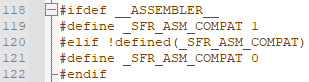 118 #ifdef __ASSEMBLER__
119 #define _SFR_ASM_COMPAT 1
120 #elif !defined(_SFR_ASM_COMPAT)
121 #define _SFR_ASM_COMPAT 0
122 #endif